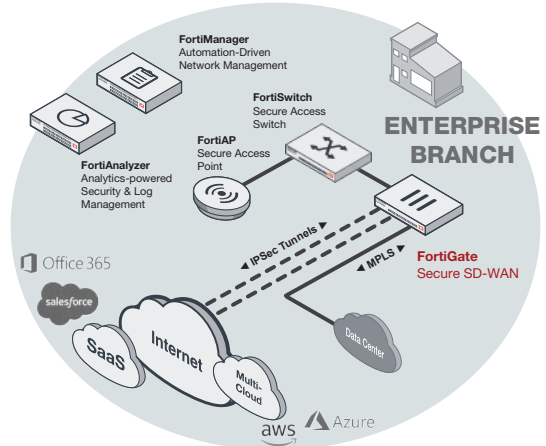 FortiManager
Automation-Driven
Network Management
FortiSwitch
Secure Access
Switch
ENTERPRISE
BRANCH
FortiAP
Secure Access
Point
FortiAnalyzer
Analytics-powered
Security & Log
Management
◄ IPSec Tunnels ►
◄ MPLS ►
FortiGate
Secure SD-WAN
Office 365
salesforce
SaaS
Internet
Multi-
Cloud
Data Center
aws
Azure